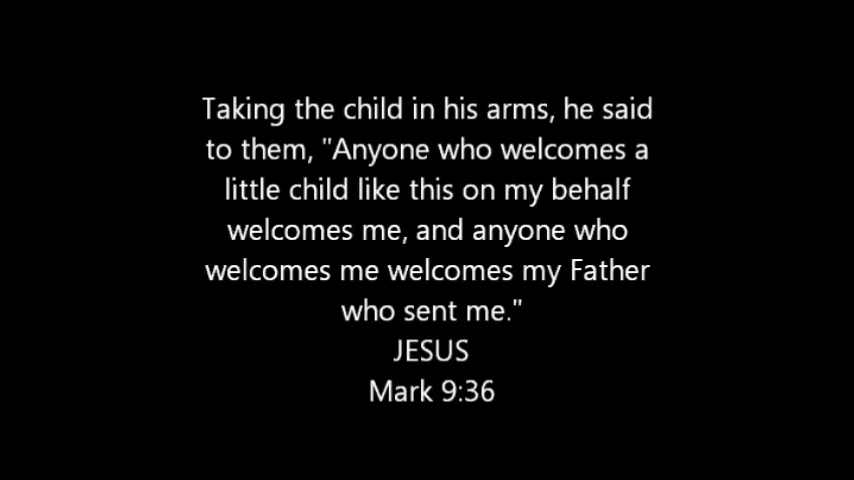 Taking the child in his arms, he said
to them, "Anyone who welcomes a
little child like this on my behalf
welcomes me, and anyone who
welcomes me welcomes my Father
who sent me."
JESUS
Mark 9:36